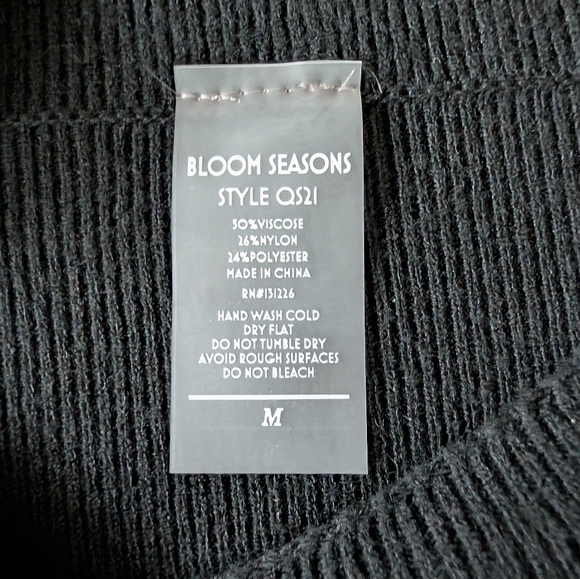 BLOOM SEASONS
STYLE QS21
50%VISCOSE
26%NYLON
24%POLYESTER
MADE IN CHINA
RN#131226
HAND WASH COLD
DRY FLAT
DO NOT TUMBLE DRY
AVOID ROUGH SURFACES
DO NOT BLEACH
M